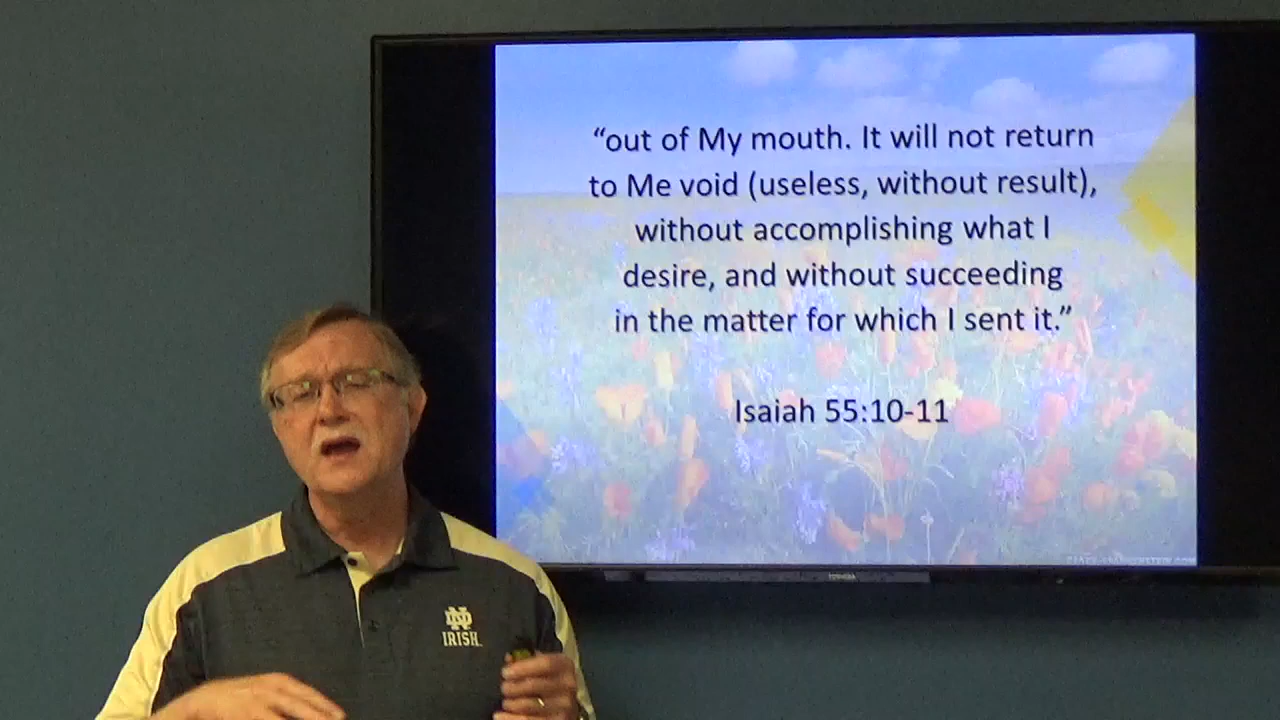 “out of My mouth. It will not return
to Me void (useless, without result),
without accomplishing what I
desire, and without succeeding
in the matter for which I sent it.”
Isaiah 55:10-11
TOSHIBA
ND
IRISH